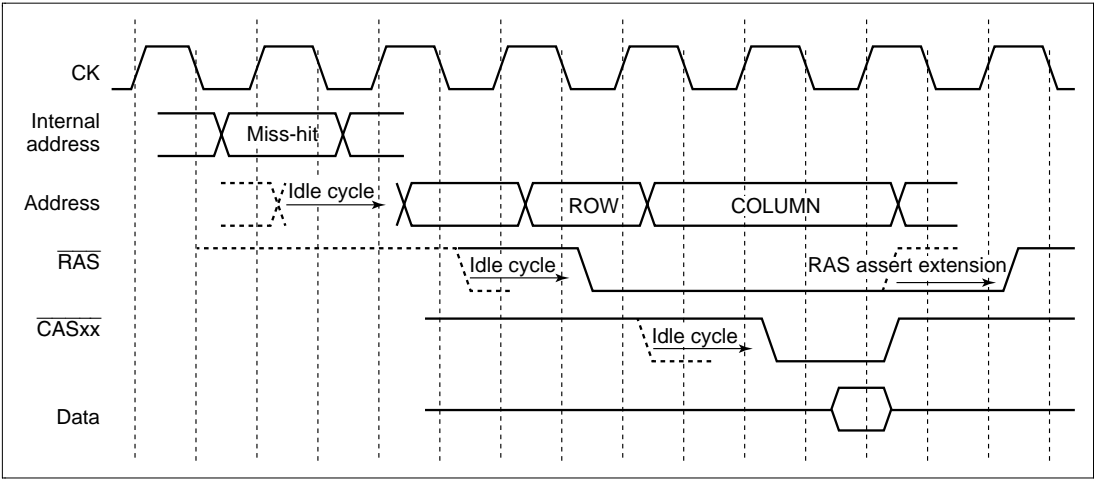 CK
Internal
address
Miss-hit
Address
Idle cycle
ROW
COLUMN
RAS
Idle cycle
RAS assert extension
CASxx
Idle cycle
Data